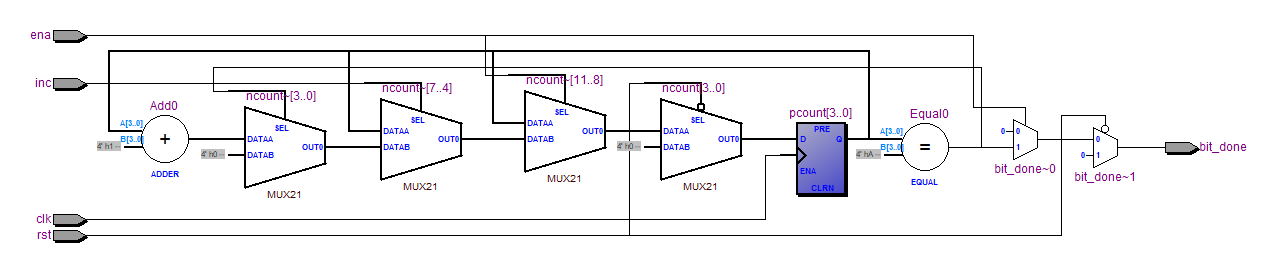 ena
inc
clk
rst
Add0
A[3..0]
B[3..0]
4' h1 --
+
ADDER
ncount~[3..0]
SEL
DATAA
DATAB
OUT0
4' h0 --
MUX21
ncount~[7..4]
SEL
DATAA
DATAB
OUT0
MUX21
ncount~[11..8]
SEL
DATAA
DATAB
OUT0
MUX21
ncount[3..0]
SEL
DATAA
DATAB
OUT0
4' h0 --
MUX21
pcount[3..0]
PRE
D
Q
ENA
CLRN
Equal0
A[3..0]
B[3..0]
4' hA --
=
EQUAL
0
0
1
bit_done~0
0
0
1
bit_done~1
bit_done